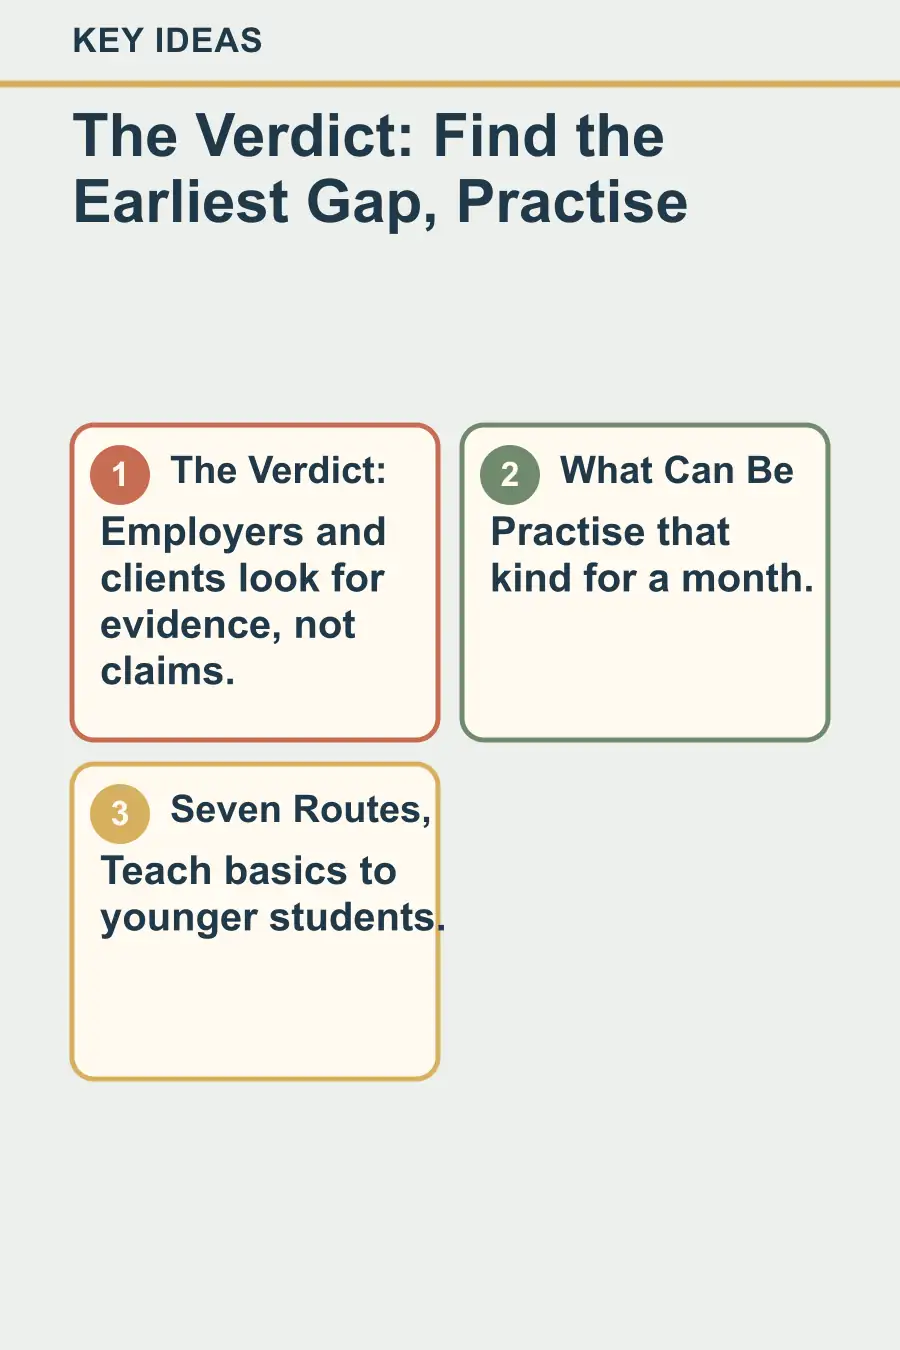 KEY IDEAS
The Verdict: Find the
Earliest Gap, Practise
1 The Verdict:
Employers and
clients look for
evidence, not
claims.
2 What Can Be
Practise that
kind for a month.
3 Seven Routes,
Teach basics to
younger students.